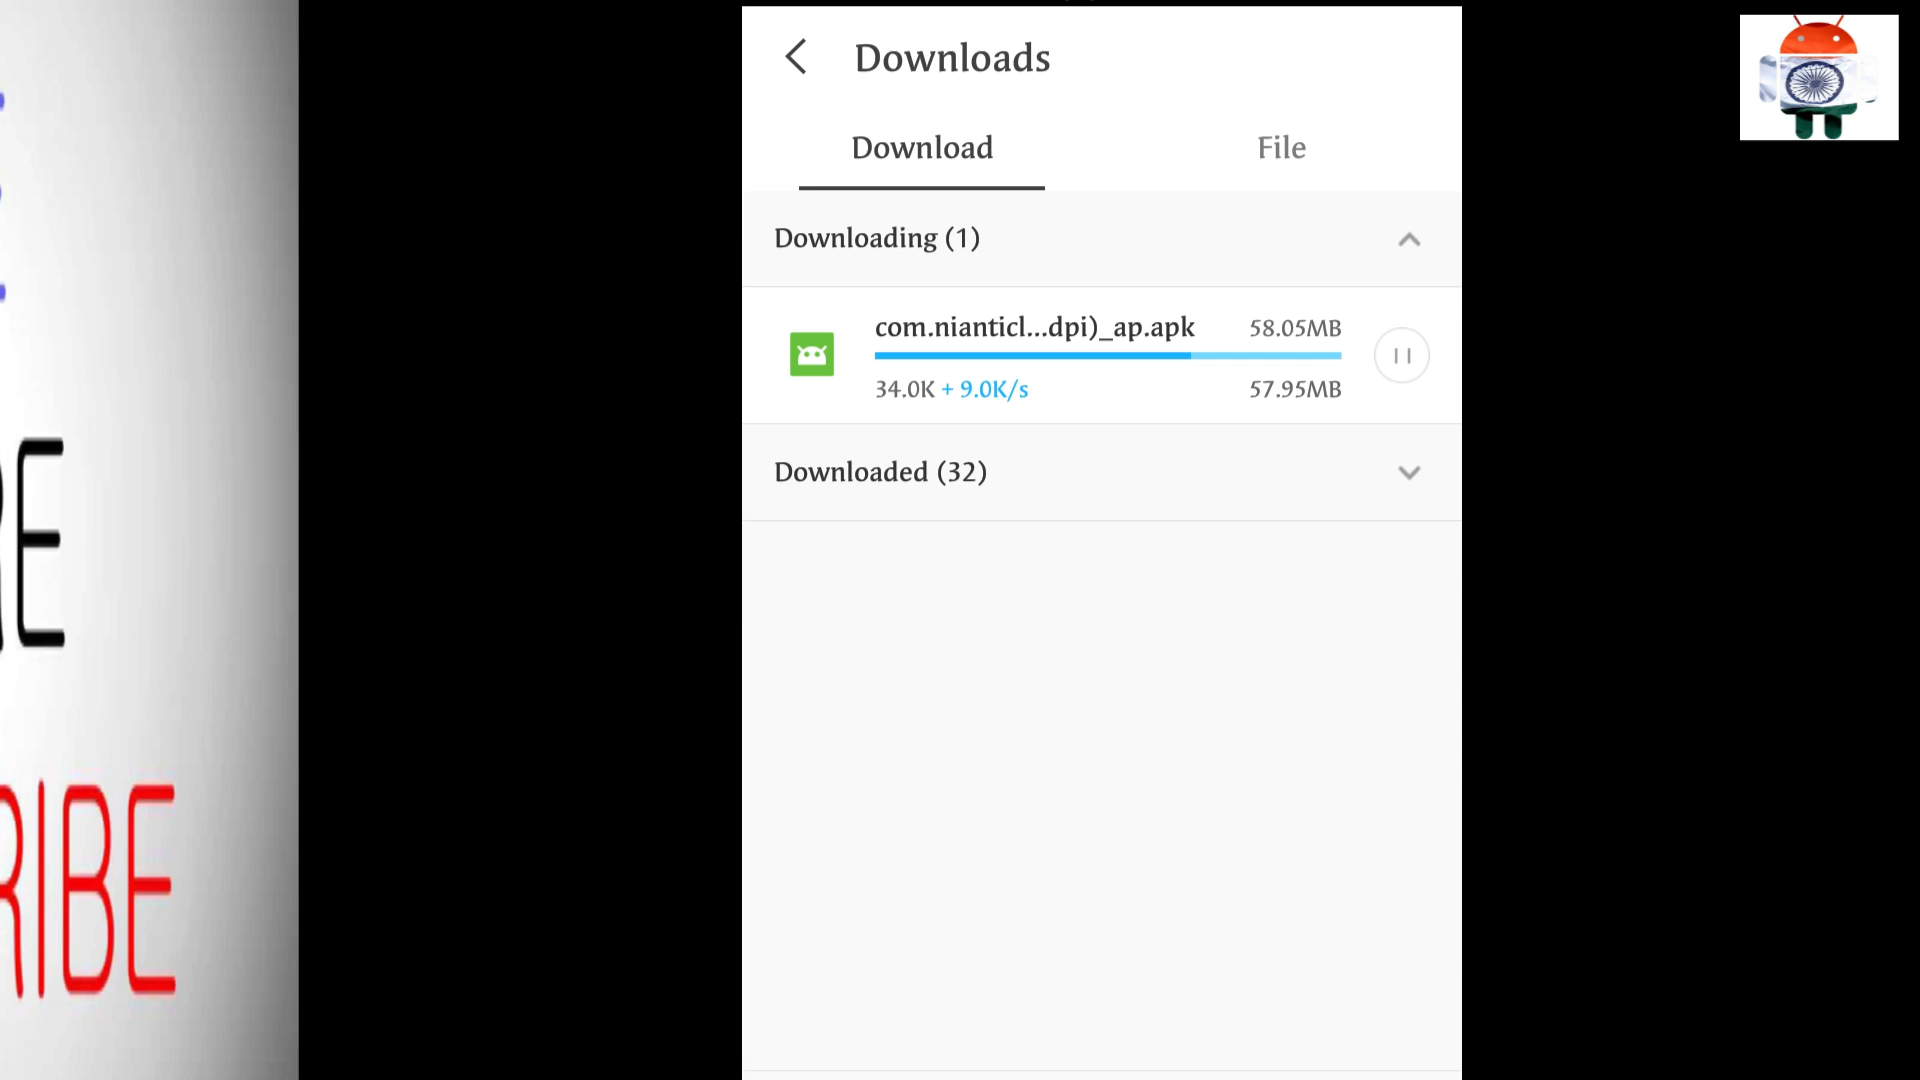 Downloads
Download
File
Downloading (1)
com.nianticl...dpi)_ap.apk
58.05MB
34.0K + 9.0K/s
57.95MB
Downloaded (32)
E
RIBE